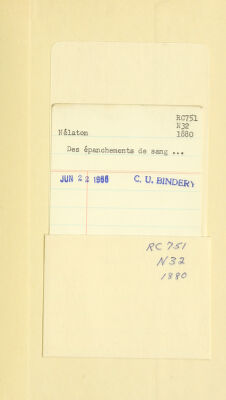 RC751
N32
Nélaton 1880
Des épanchements de sang ...
JUN 22 1966 C. U. BINDERY
RC 751
N32
1880